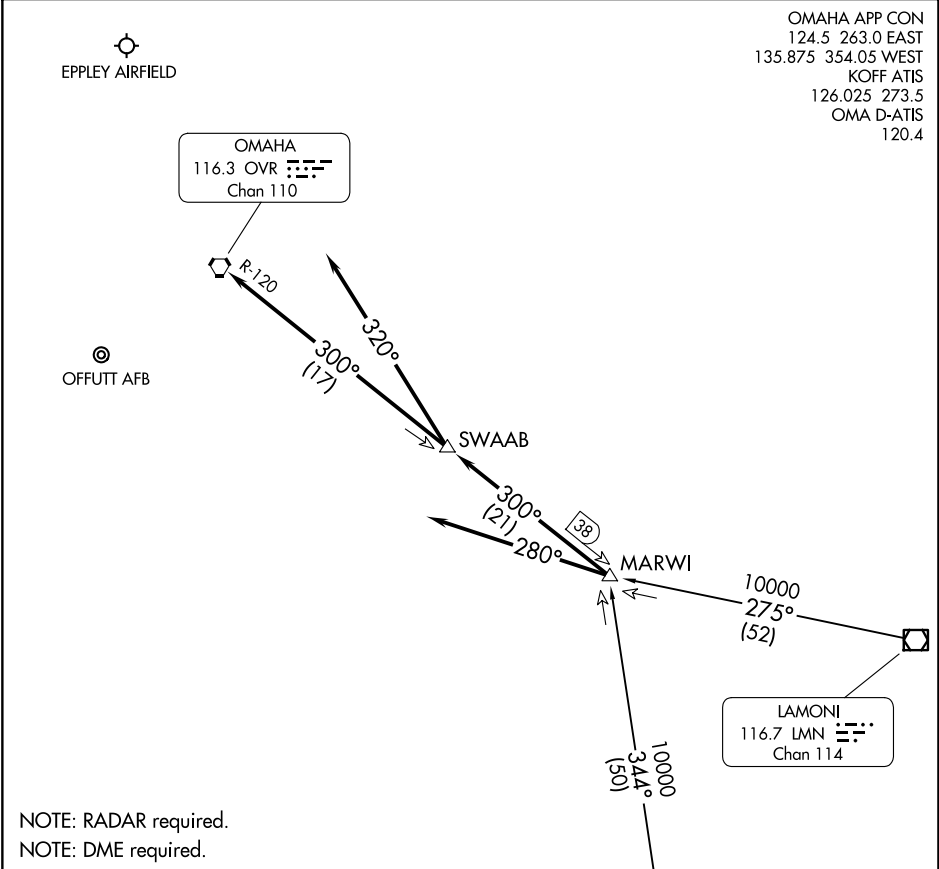 OMAHA APP CON
124.5 263.0 EAST
135.875 354.05 WEST
KOFF ATIS
126.025 273.5
OMA D-ATIS
120.4
EPPLEY AIRFIELD
OMAHA
116.3 OVR
Chan 110
R-120
320°
300°
(17)
OFFUTT AFB
SWAAB
300°
(21)
38
280°
MARWI
10000
275°
(52)
LAMONI
116.7 LMN
Chan 114
10000
344°
(50)
NOTE: RADAR required.
NOTE: DME required.